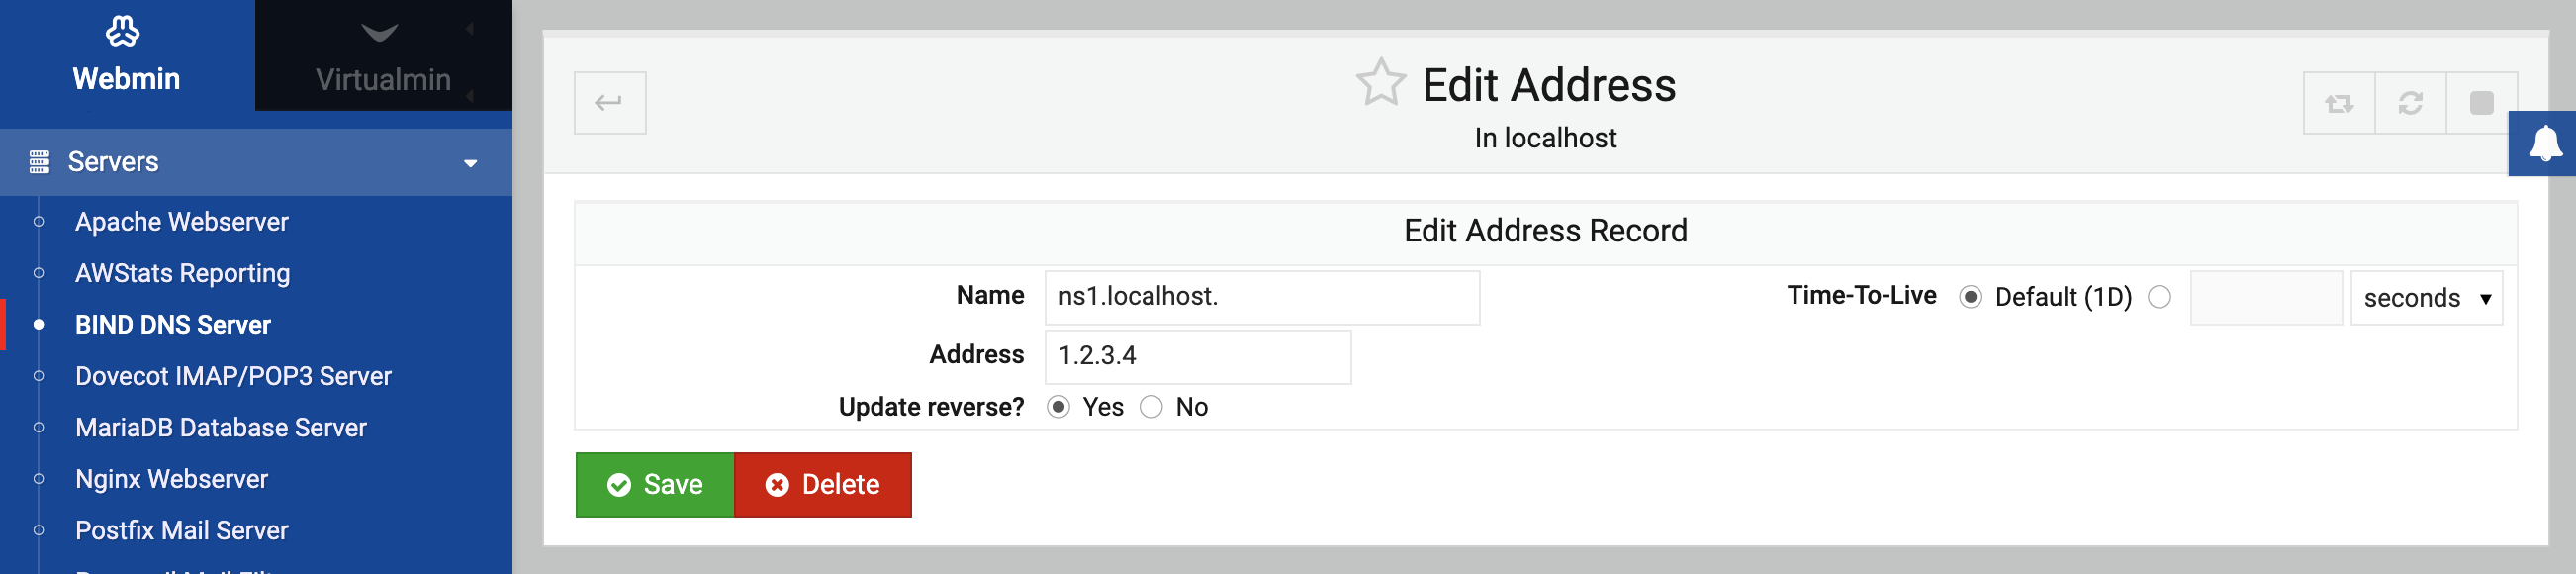 Webmin
Virtualmin
Servers
Apache Webserver
AWStats Reporting
BIND DNS Server
Dovecot IMAP/POP3 Server
MariaDB Database Server
Nginx Webserver
Postfix Mail Server
Edit Address
In localhost
Edit Address Record
Name ns1.localhost. Time-To-Live Default (1D) seconds
Address 1.2.3.4
Update reverse? Yes No
Save Delete